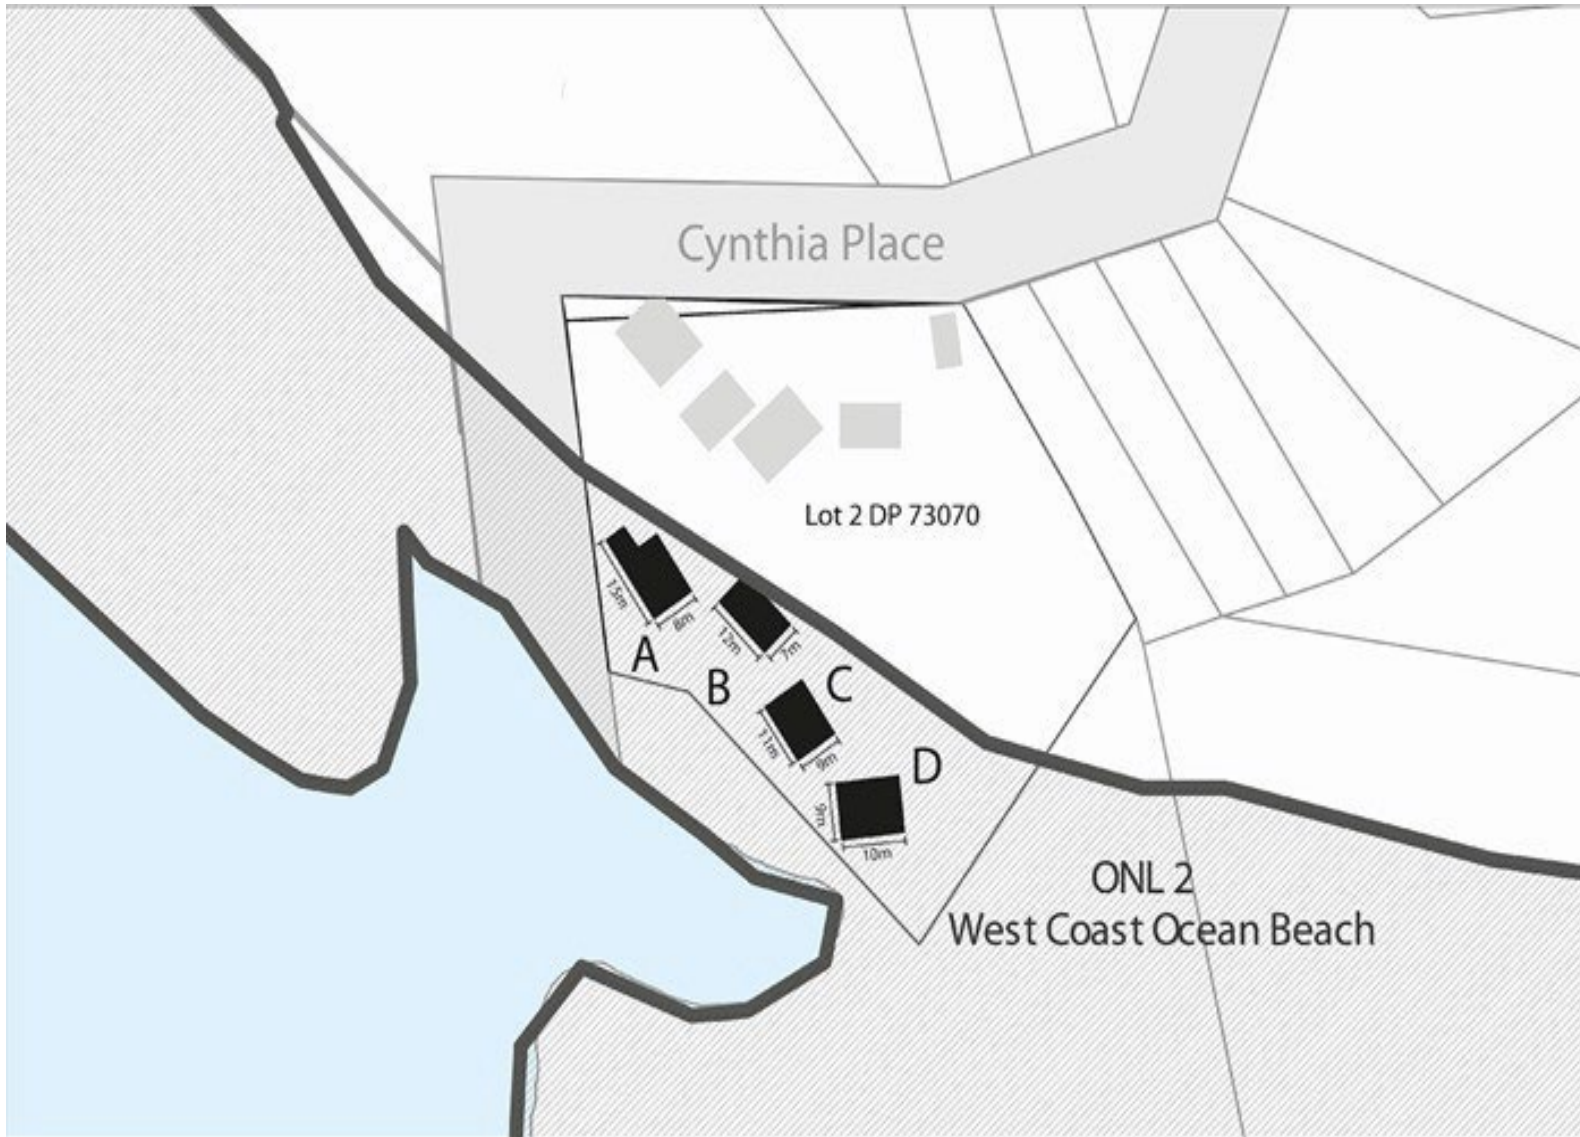 Cynthia Place
Lot 2 DP 73070
15m
8m
A
12m
7m
B
C
11m
9m
D
9m
10m
ONL 2
West Coast Ocean Beach